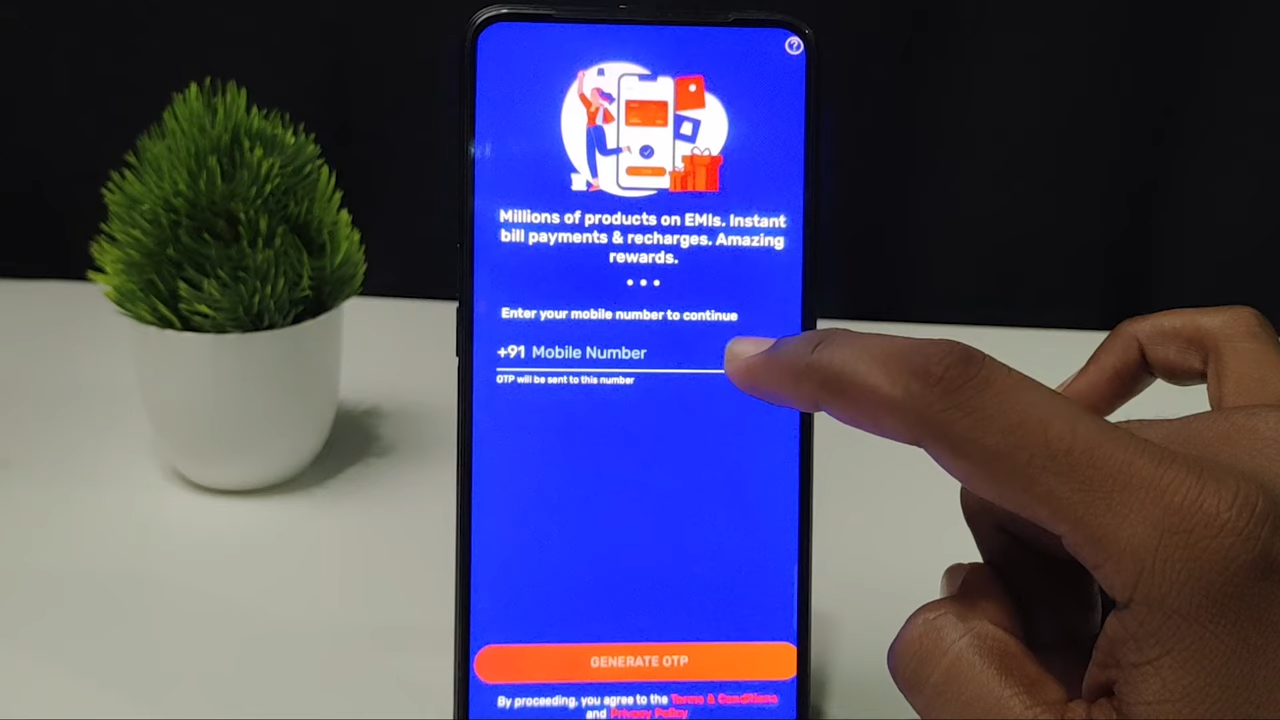 Millions of products on EMIs. Instant
bill payments & recharges. Amazing
rewards.
Enter your mobile number to continue
+91 Mobile Number
OTP will be sent to this number
GENERATE OTP
By proceeding, you agree to the Terms & Conditions
and Privacy Policy